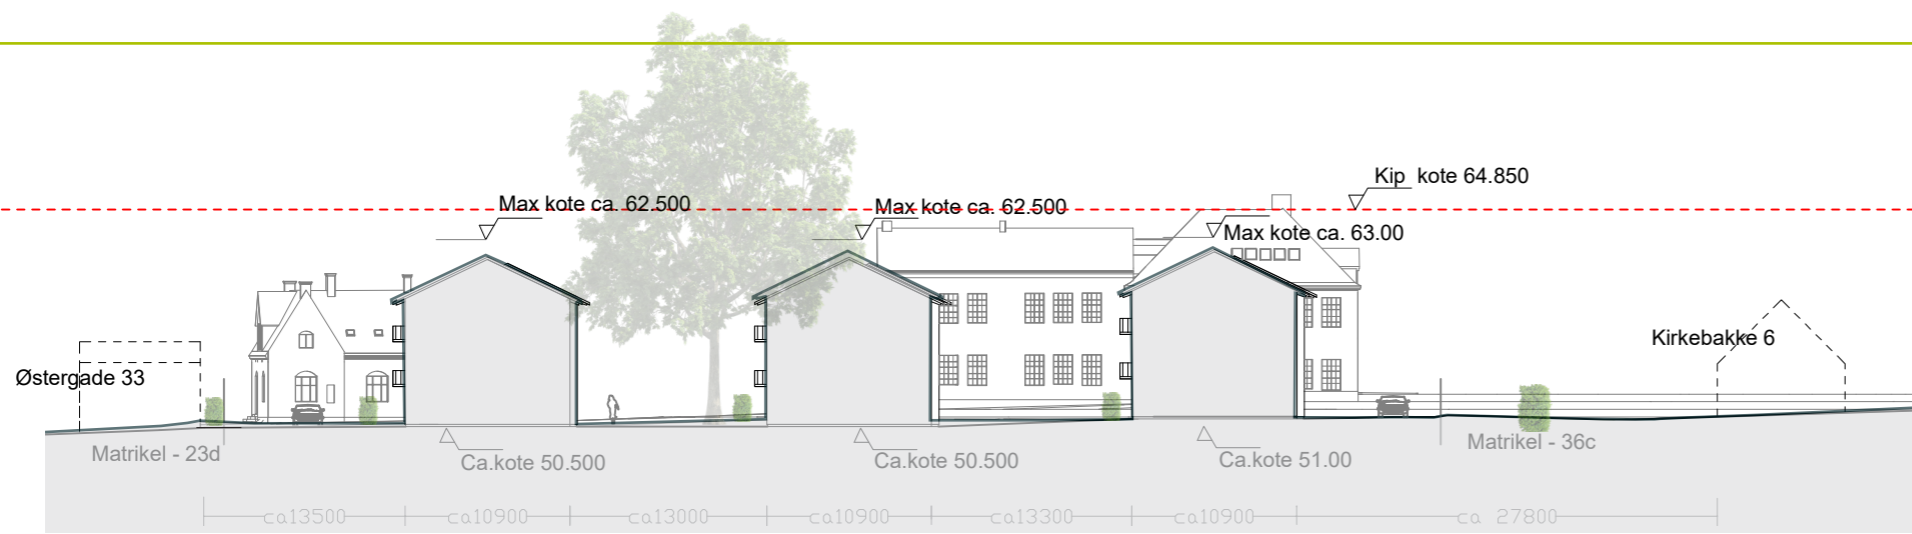 Kip kote 64.850
Max kote ca. 62.500
Max kote ca. 62.500
Max kote ca. 63.00
Kirkebakke 6
Østergade 33
Matrikel - 23d
Ca.kote 50.500
Ca.kote 50.500
Ca.kote 51.00
Matrikel - 36c
ca13500
ca10900
ca13000
ca10900
ca13300
ca10900
ca 27800